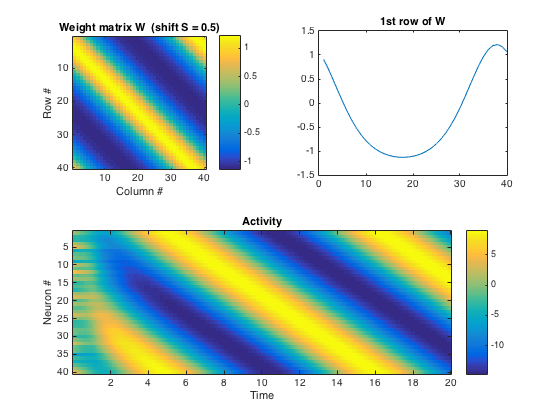 Weight matrix W (shift S = 0.5)
10
20
30
40
10 20 30 40
Row #
Column #
1
0.5
0
-0.5
-1
1st row of W
1.5
1
0.5
0
-0.5
-1
-1.5
0 10 20 30 40
Activity
5
10
15
20
25
30
35
40
2 4 6 8 10 12 14 16 18 20
Neuron #
Time
5
0
-5
-10